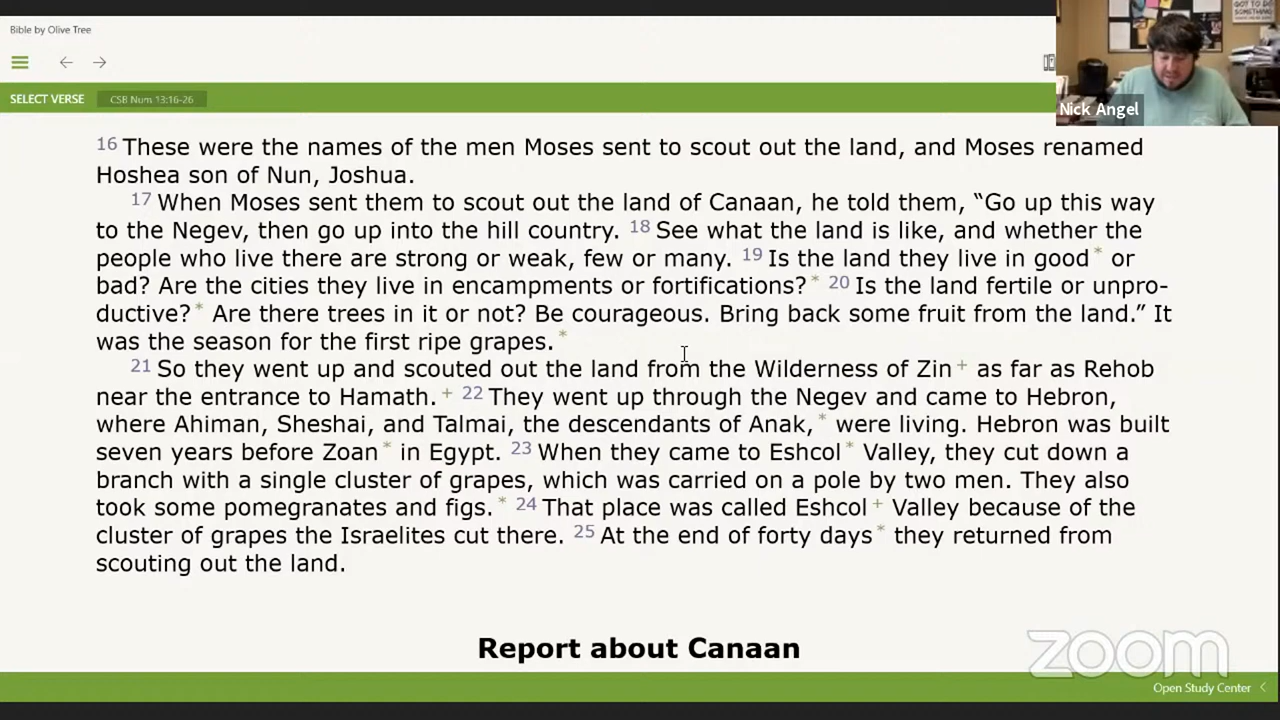 Bible by Olive Tree
SELECT VERSE CSB Num 13:16-26
GOT TO DO
SOMETHING
Nick Angel
16 These were the names of the men Moses sent to scout out the land, and Moses renamed
Hoshea son of Nun, Joshua.
17 When Moses sent them to scout out the land of Canaan, he told them, “Go up this way
to the Negev, then go up into the hill country. 18 See what the land is like, and whether the
people who live there are strong or weak, few or many. 19 Is the land they live in good * or
bad? Are the cities they live in encampments or fortifications? * 20 Is the land fertile or unpro-
ductive? * Are there trees in it or not? Be courageous. Bring back some fruit from the land.” It
was the season for the first ripe grapes. *
21 So they went up and scouted out the land from the Wilderness of Zin + as far as Rehob
near the entrance to Hamath. + 22 They went up through the Negev and came to Hebron,
where Ahiman, Sheshai, and Talmai, the descendants of Anak, * were living. Hebron was built
seven years before Zoan * in Egypt. 23 When they came to Eshcol * Valley, they cut down a
branch with a single cluster of grapes, which was carried on a pole by two men. They also
took some pomegranates and figs. * 24 That place was called Eshcol + Valley because of the
cluster of grapes the Israelites cut there. 25 At the end of forty days * they returned from
scouting out the land.
Report about Canaan
zoom
Open Study Center